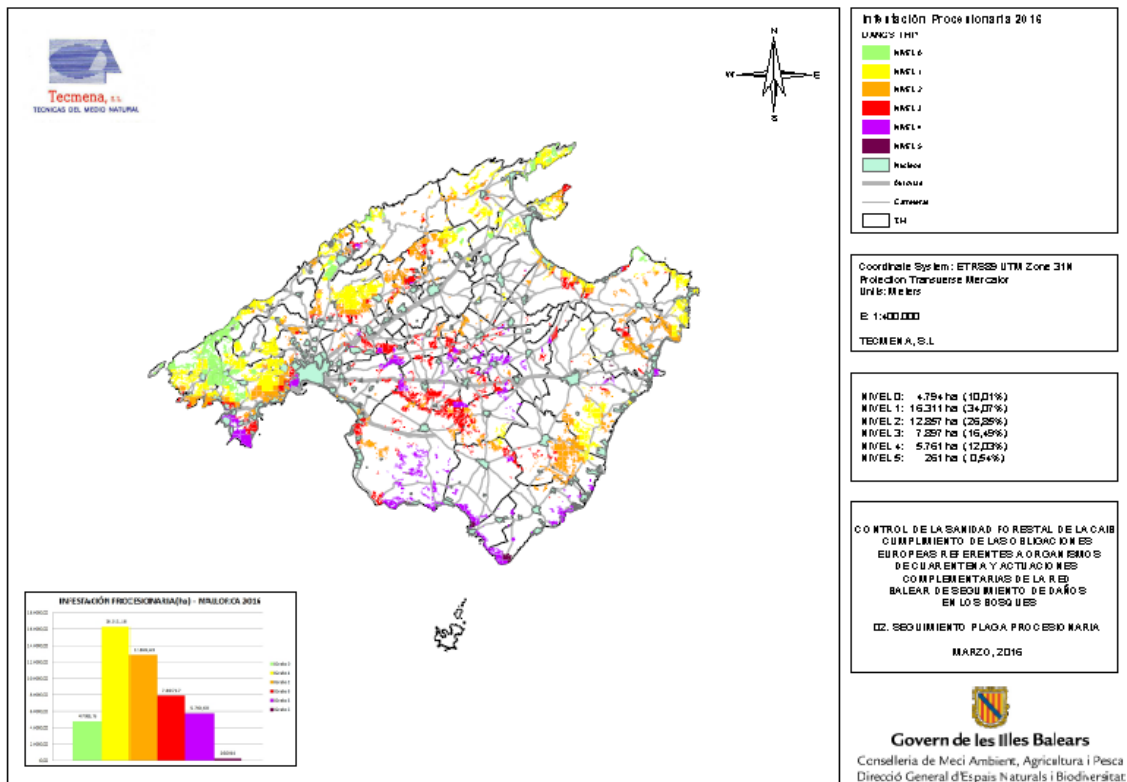 Tecmena, S.L
TECNICAS DEL MEDIO NATURAL
N
W E
S
Infestación Procesionaria 2016
NIVEL 0
NIVEL 1
NIVEL 2
NIVEL 3
NIVEL 4
NIVEL 5
Núcleos
Carreteras
Coordinate System: ETRS89 UTM Zone 31N
Projection Transverse Mercator
Units: Meters
E: 1:400.000
TECMENA, S.L
NIVEL 0: 4.794 ha (10,01%)
NIVEL 1: 16.311 ha (34,07%)
NIVEL 2: 12.857 ha (26,85%)
NIVEL 3: 7.897 ha (16,49%)
NIVEL 4: 5.761 ha (12,03%)
NIVEL 5: 261 ha (0,54%)
CONTROL DE LA SANIDAD FORESTAL DE LA CAIB
CUMPLIMIENTO DE LAS OBLIGACIONES
EUROPEAS REFERENTES A ORGANISMOS
DE CUARENTENA Y ACTUACIONES
COMPLEMENTARIAS DE LA RED
BALEAR DE SEGUIMIENTO DE DAÑOS
EN LOS BOSQUES
02. SEGUIMIENTO PLAGA PROCESIONARIA
MARZO, 2016
INFESTACIÓN PROCESIONARIA(ha) - MALLORCA 2016
Govern de les Illes Balears
Conselleria de Medi Ambient, Agricultura i Pesca
Direcció General d'Espais Naturals i Biodiversitat